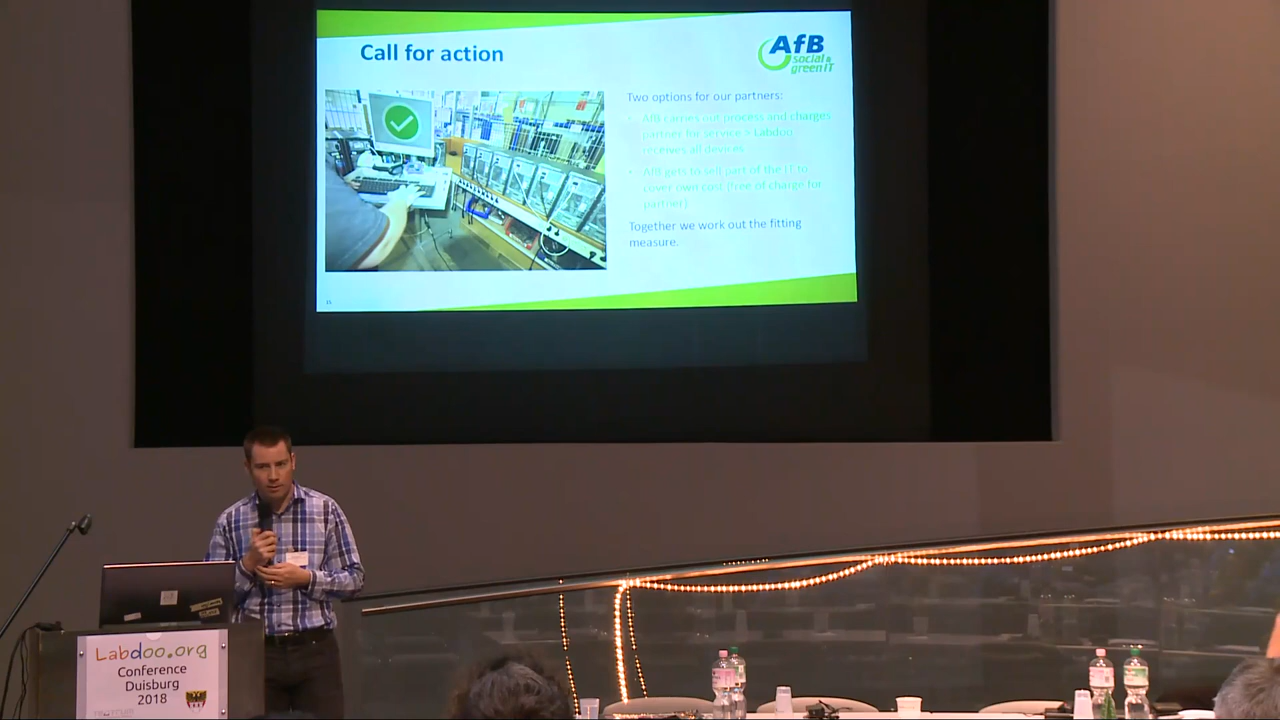 Call for action
AfB
social &
green IT
Two options for our partners:
AfB carries out process and charges
partner for service > Labdoo
receives all devices
AfB gets to sell part of the IT to
cover own cost (free of charge for
partner)
Together we work out the fitting
measure.
Labdoo.org
Conference
Duisburg
2018